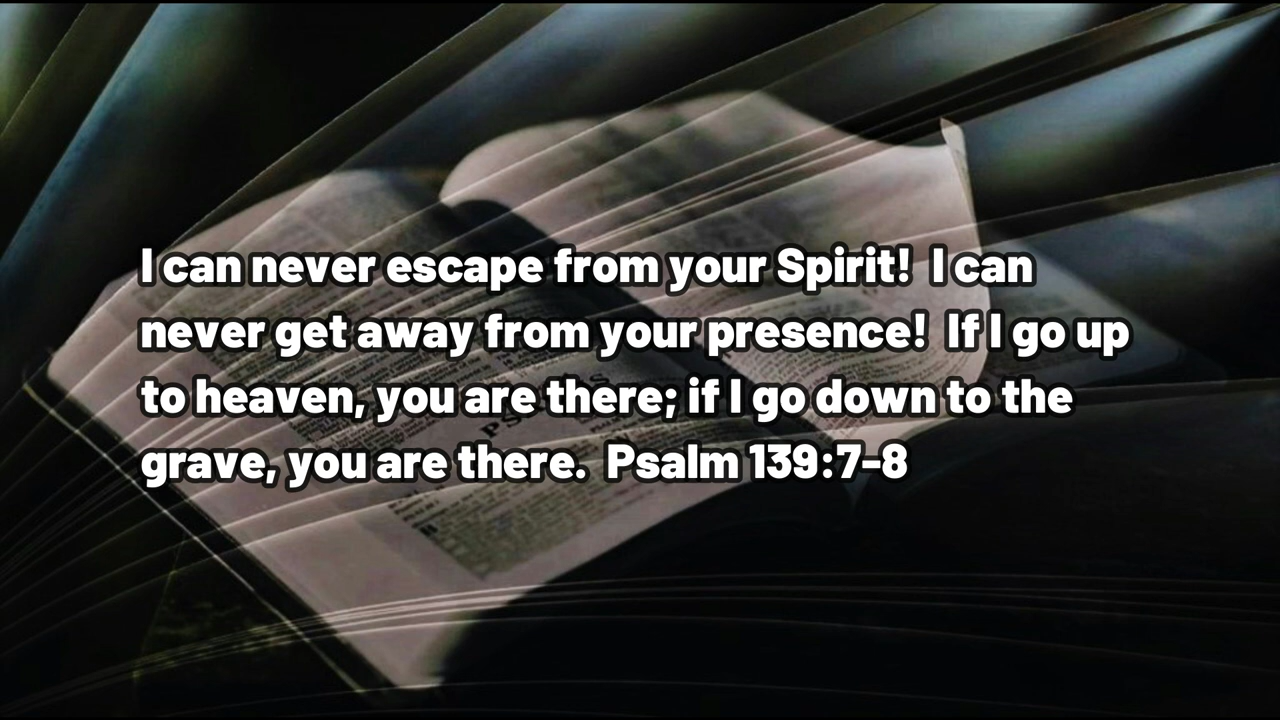 I can never escape from your Spirit!  I can
never get away from your presence!  If I go up
to heaven, you are there; if I go down to the
grave, you are there.  Psalm 139:7-8